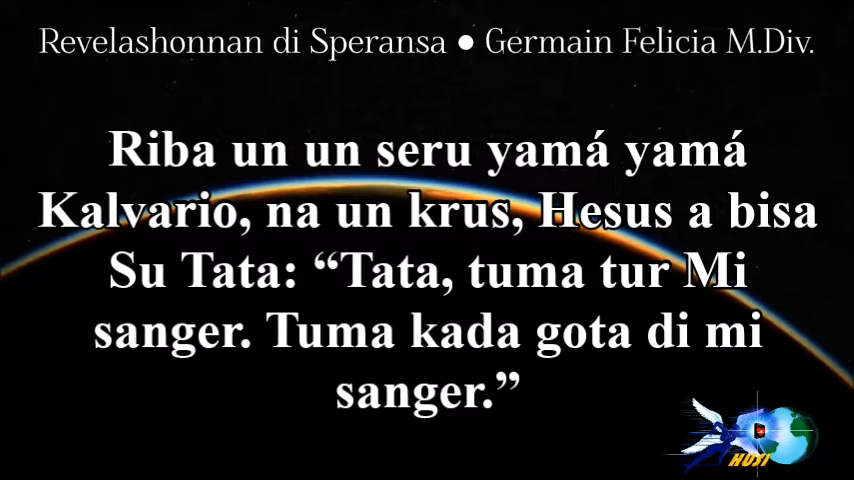 Revelashonnan di Speransa ● Germain Felicia M.Div.
Riba un un seru yamá yamá
Kalvario, na un krus, Hesus a bisa
Su Tata: “Tata, tuma tur Mi
sanger. Tuma kada gota di mi
sanger.”
HUSI